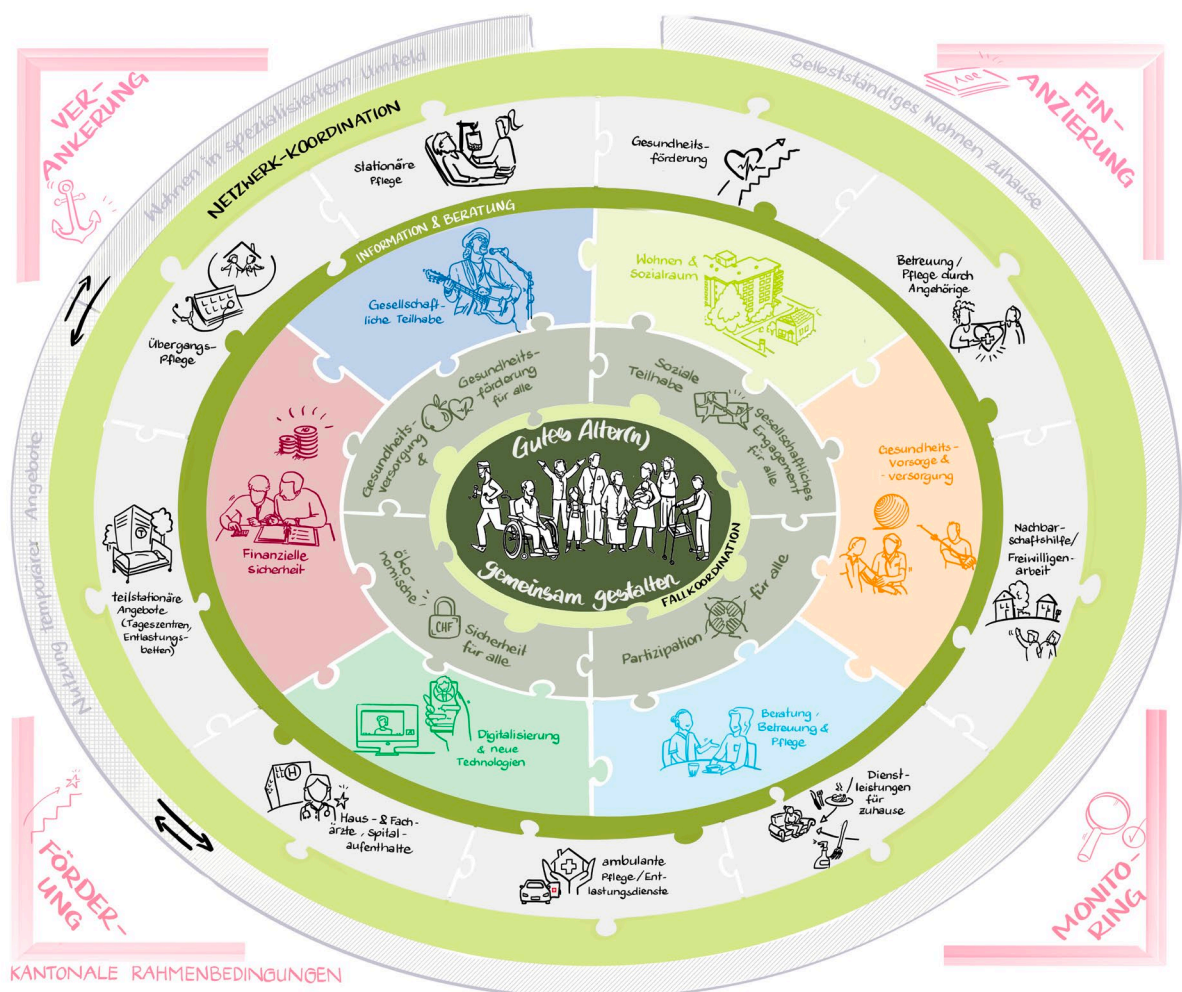 VER-
ANKERUNG
FIN-
ANZIERUNG
Wohnen in spezialisiertem Umfeld
Selbstständiges Wohnen zuhause
Nutzung temporärer Angebote
NETZWERK-KOORDINATION
stationäre
Pflege
Gesundheits-
förderung
Betreuung/
Pflege durch
Angehörige
Nachbar-
schaftshilfe/
Freiwilligen-
arbeit
Dienst-
leistungen
für
zuhause
ambulante
Pflege/Ent-
lastungsdienste
Haus- & Fach-
ärzte, Spital-
aufenthalte
teilstationäre
Angebote
(Tageszentren,
Entlastungs-
betten)
Übergangs-
pflege
INFORMATION & BERATUNG
Gesellschaft-
liche Teilhabe
Wohnen &
Sozialraum
Gesundheits-
vorsorge &
-versorgung
Beratung,
Betreuung &
Pflege
Digitalisierung
& neue
Technologien
Finanzielle
Sicherheit
Gesundheits-
versorgung
&
Gesundheits-
förderung
für alle
Soziale
Teilhabe
gesellschaftliches
Engagement
für alle
Partizipation
für alle
öko-
nomische
CHF
Sicherheit
für alle
Gutes Alter(n)
gemeinsam gestalten
FALLKOORDINATION
H
FÖRDER-
UNG
MONITO-
RING
KANTONALE RAHMENBEDINGUNGEN